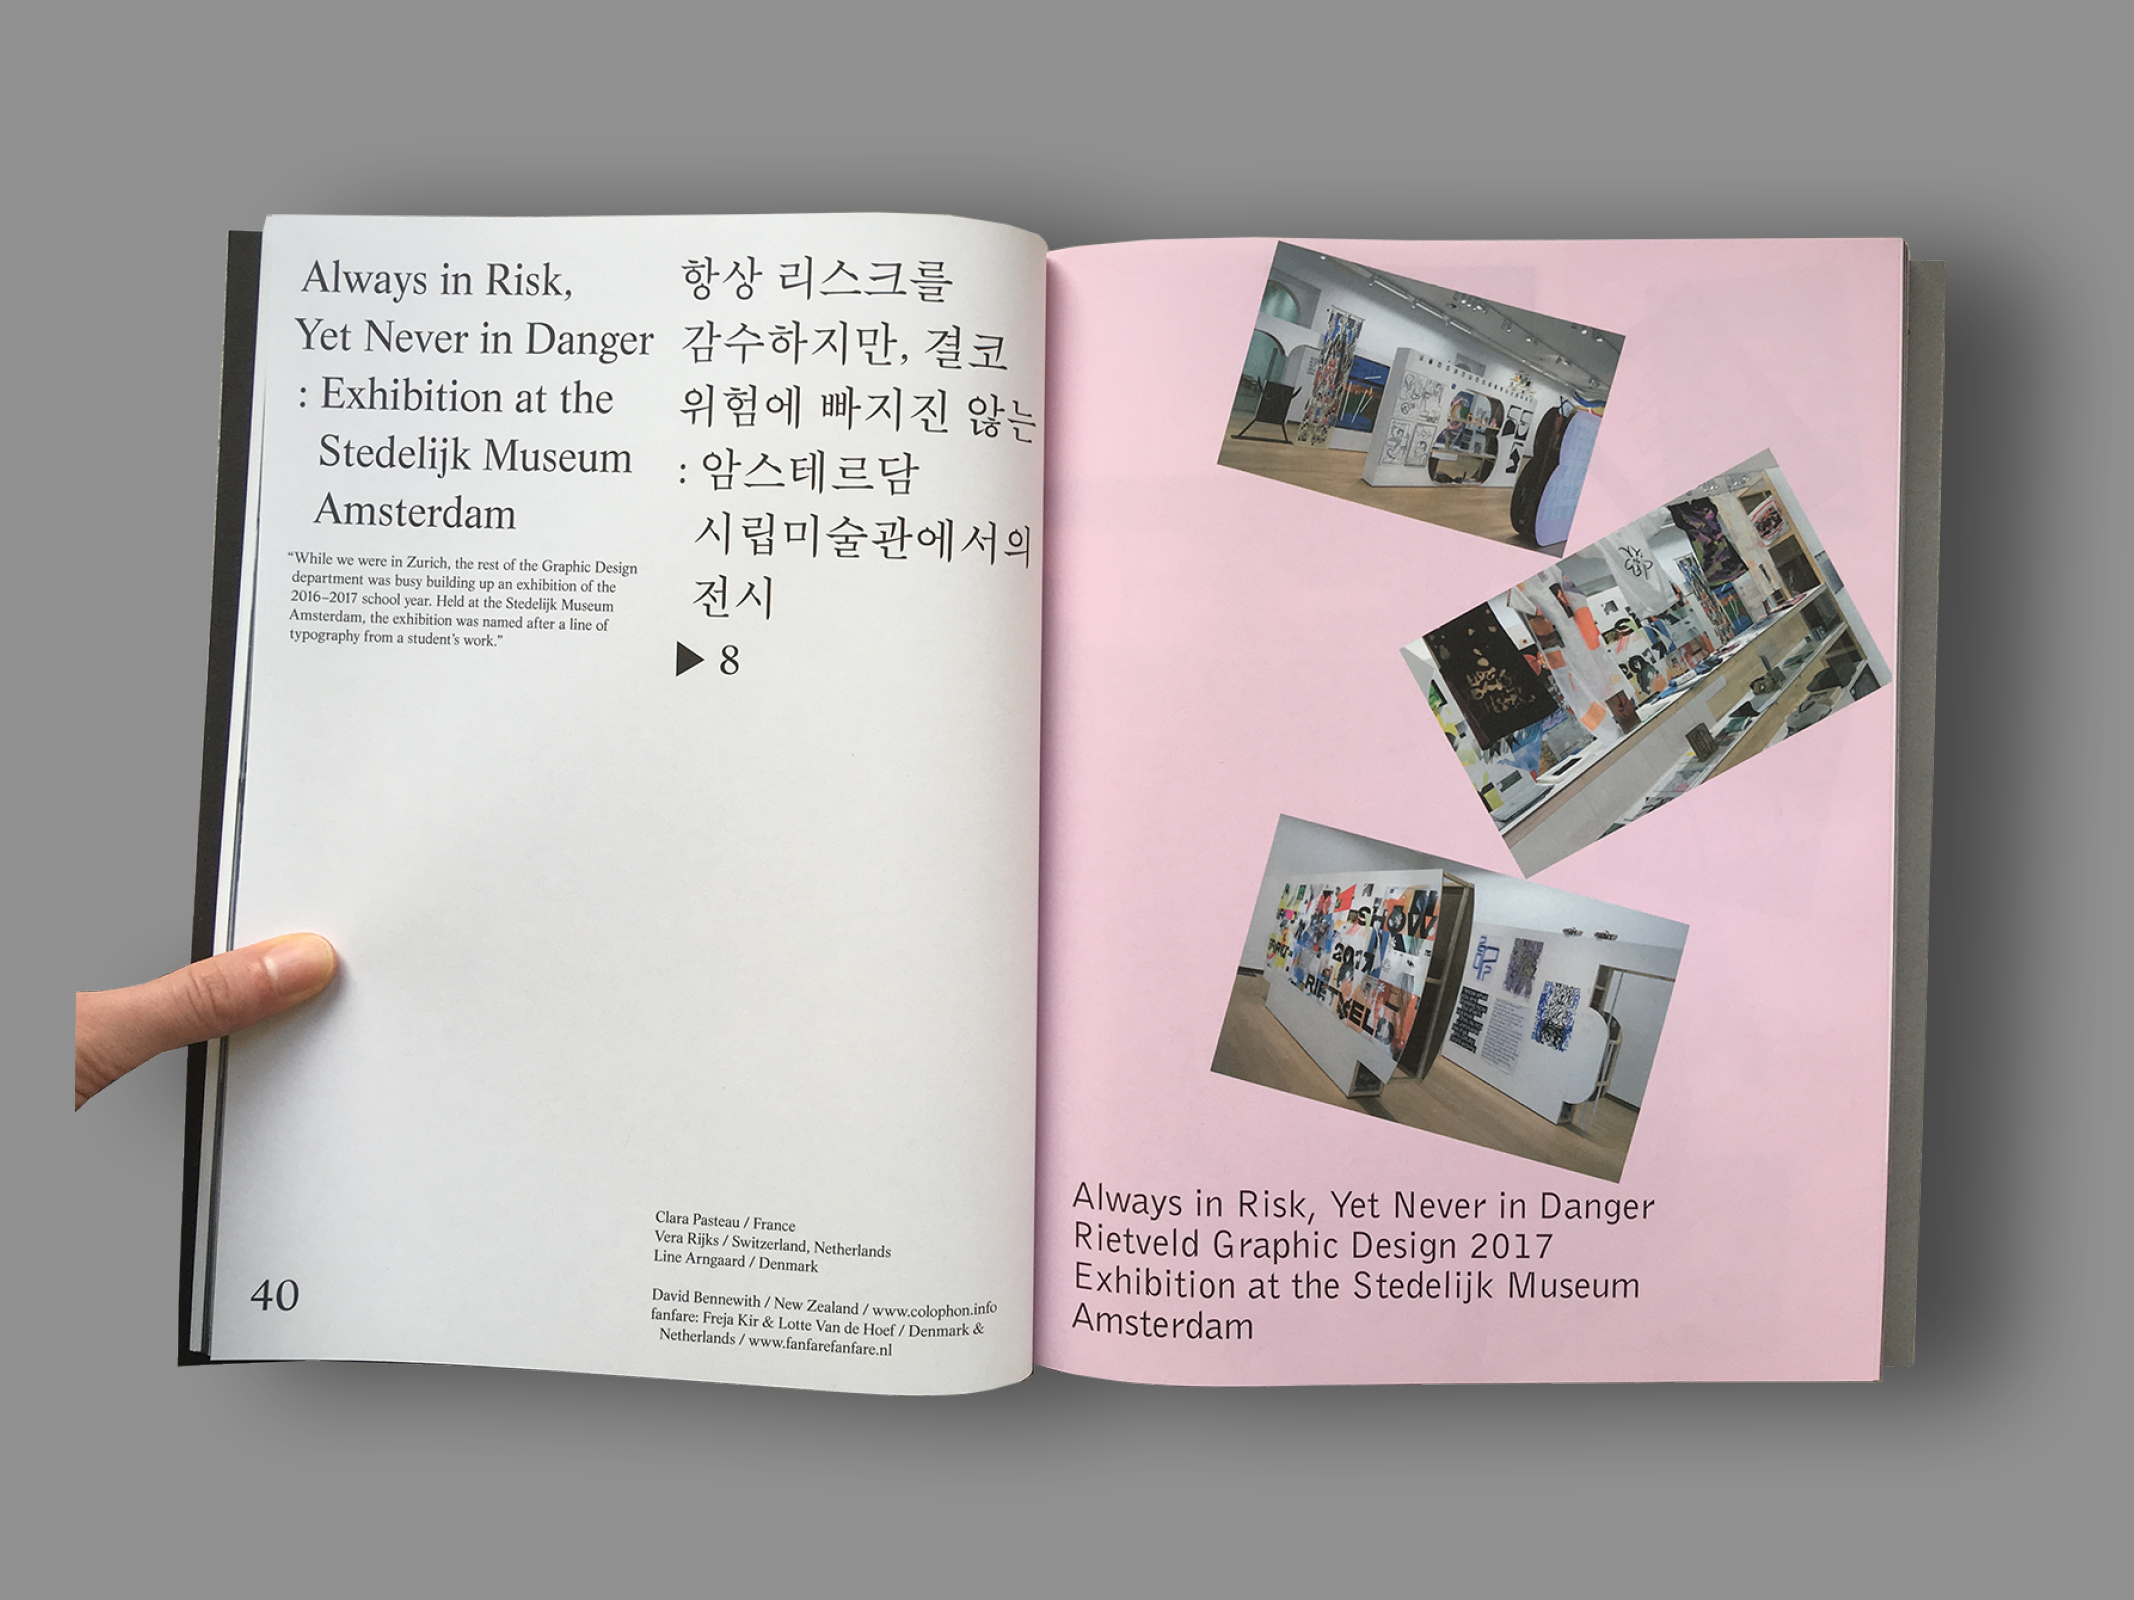 Always in Risk,
Yet Never in Danger
: Exhibition at the
Stedelijk Museum
Amsterdam
“While we were in Zurich, the rest of the Graphic Design
department was busy building up an exhibition of the
2016–2017 school year. Held at the Stedelijk Museum
Amsterdam, the exhibition was named after a line of
typography from a student’s work.”
항상 리스크를
감수하지만, 결코
위험에 빠지진 않는
: 암스테르담
시립미술관에서의
전시
▶ 8
Clara Pasteau / France
Vera Rijks / Switzerland, Netherlands
Line Arngaard / Denmark
David Bennewith / New Zealand / www.colophon.info
fanfare: Freja Kir & Lotte Van de Hoef / Denmark &
Netherlands / www.fanfarefanfare.nl
40
SHOW
2017
RIETVELD
Always in Risk, Yet Never in Danger
Rietveld Graphic Design 2017
Exhibition at the Stedelijk Museum
Amsterdam